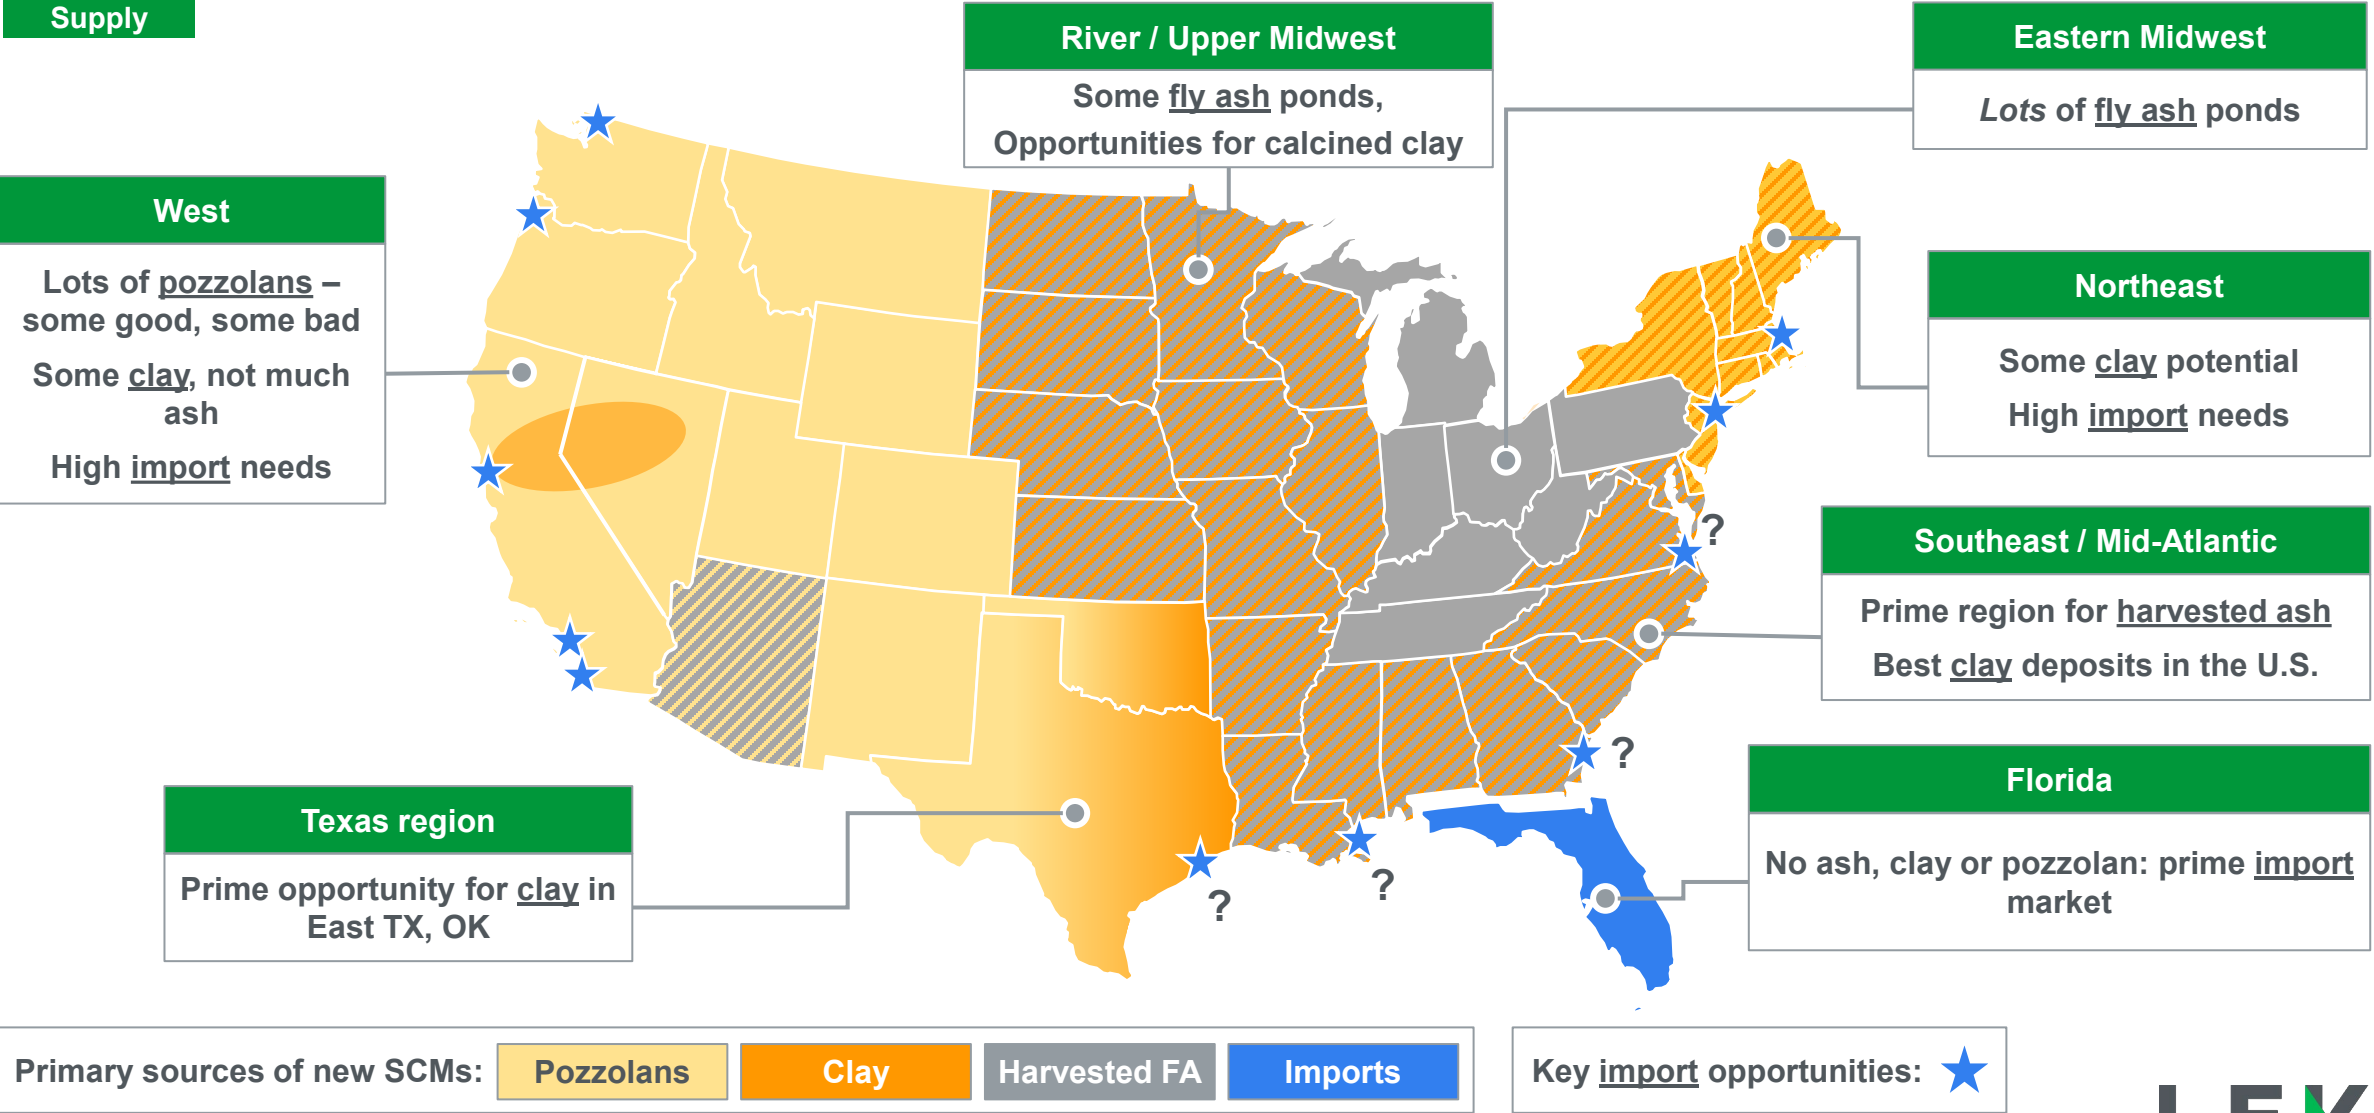 Supply
River / Upper Midwest
Some fly ash ponds,
Opportunities for calcined clay
Eastern Midwest
Lots of fly ash ponds
West
Lots of pozzolans –
some good, some bad
Some clay, not much
ash
High import needs
Northeast
Some clay potential
High import needs
?
Southeast / Mid-Atlantic
Prime region for harvested ash
Best clay deposits in the U.S.
?
Florida
No ash, clay or pozzolan: prime import
market
Texas region
Prime opportunity for clay in
East TX, OK
?
?
Primary sources of new SCMs:
Pozzolans
Clay
Harvested FA
Imports
Key import opportunities:
LEK